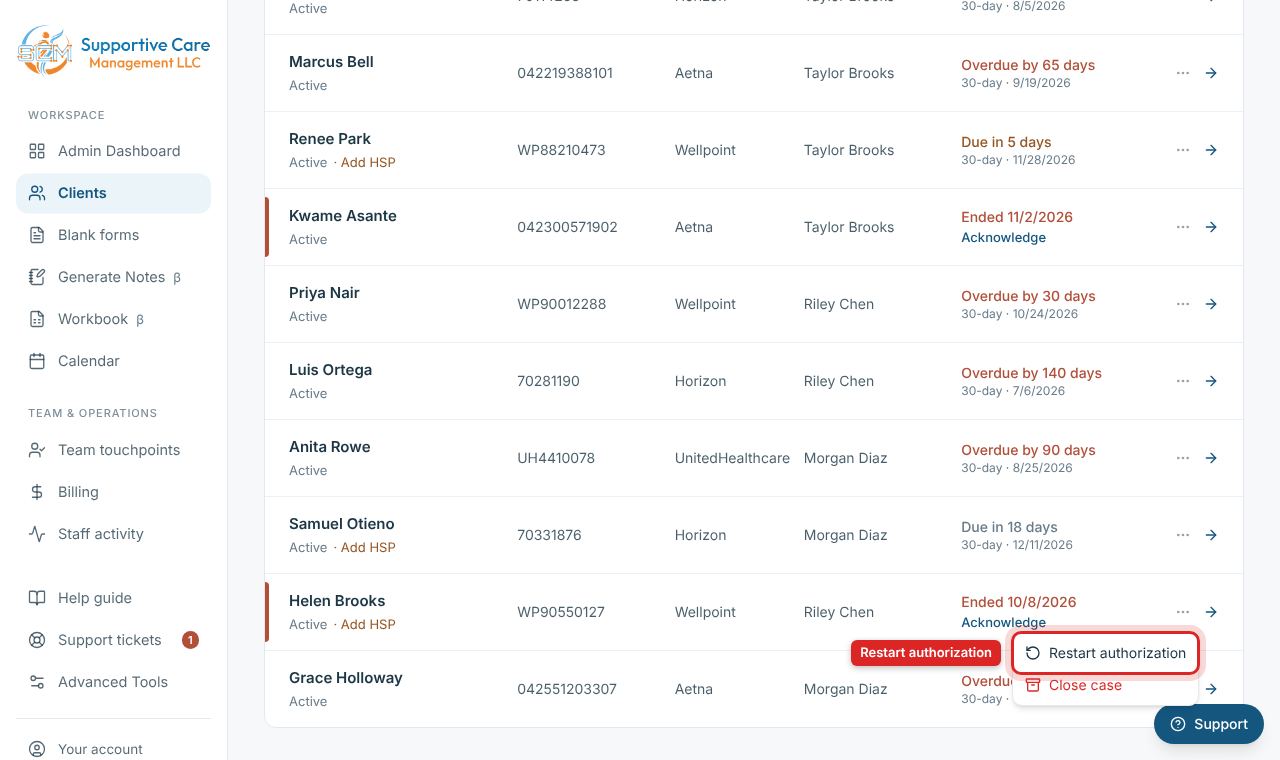 SCM
Supportive Care
Management LLC
WORKSPACE
Admin Dashboard
Clients
Blank forms
Generate Notes β
Workbook β
Calendar
TEAM & OPERATIONS
Team touchpoints
Billing
Staff activity
Help guide
Support tickets 1
Advanced Tools
Your account
Active
30-day · 8/5/2026
Marcus Bell
Active
042219388101
Aetna
Taylor Brooks
Overdue by 65 days
30-day · 9/19/2026
Renee Park
Active · Add HSP
WP88210473
Wellpoint
Taylor Brooks
Due in 5 days
30-day · 11/28/2026
Kwame Asante
Active
042300571902
Aetna
Taylor Brooks
Ended 11/2/2026
Acknowledge
Priya Nair
Active
WP90012288
Wellpoint
Riley Chen
Overdue by 30 days
30-day · 10/24/2026
Luis Ortega
Active
70281190
Horizon
Riley Chen
Overdue by 140 days
30-day · 7/6/2026
Anita Rowe
Active
UH4410078
UnitedHealthcare
Morgan Diaz
Overdue by 90 days
30-day · 8/25/2026
Samuel Otieno
Active · Add HSP
70331876
Horizon
Morgan Diaz
Due in 18 days
30-day · 12/11/2026
Helen Brooks
Active · Add HSP
WP90550127
Wellpoint
Riley Chen
Ended 10/8/2026
Acknowledge
Restart authorization
Restart authorization
Close case
Grace Holloway
Active
042551203307
Aetna
Morgan Diaz
30-day ·
Support